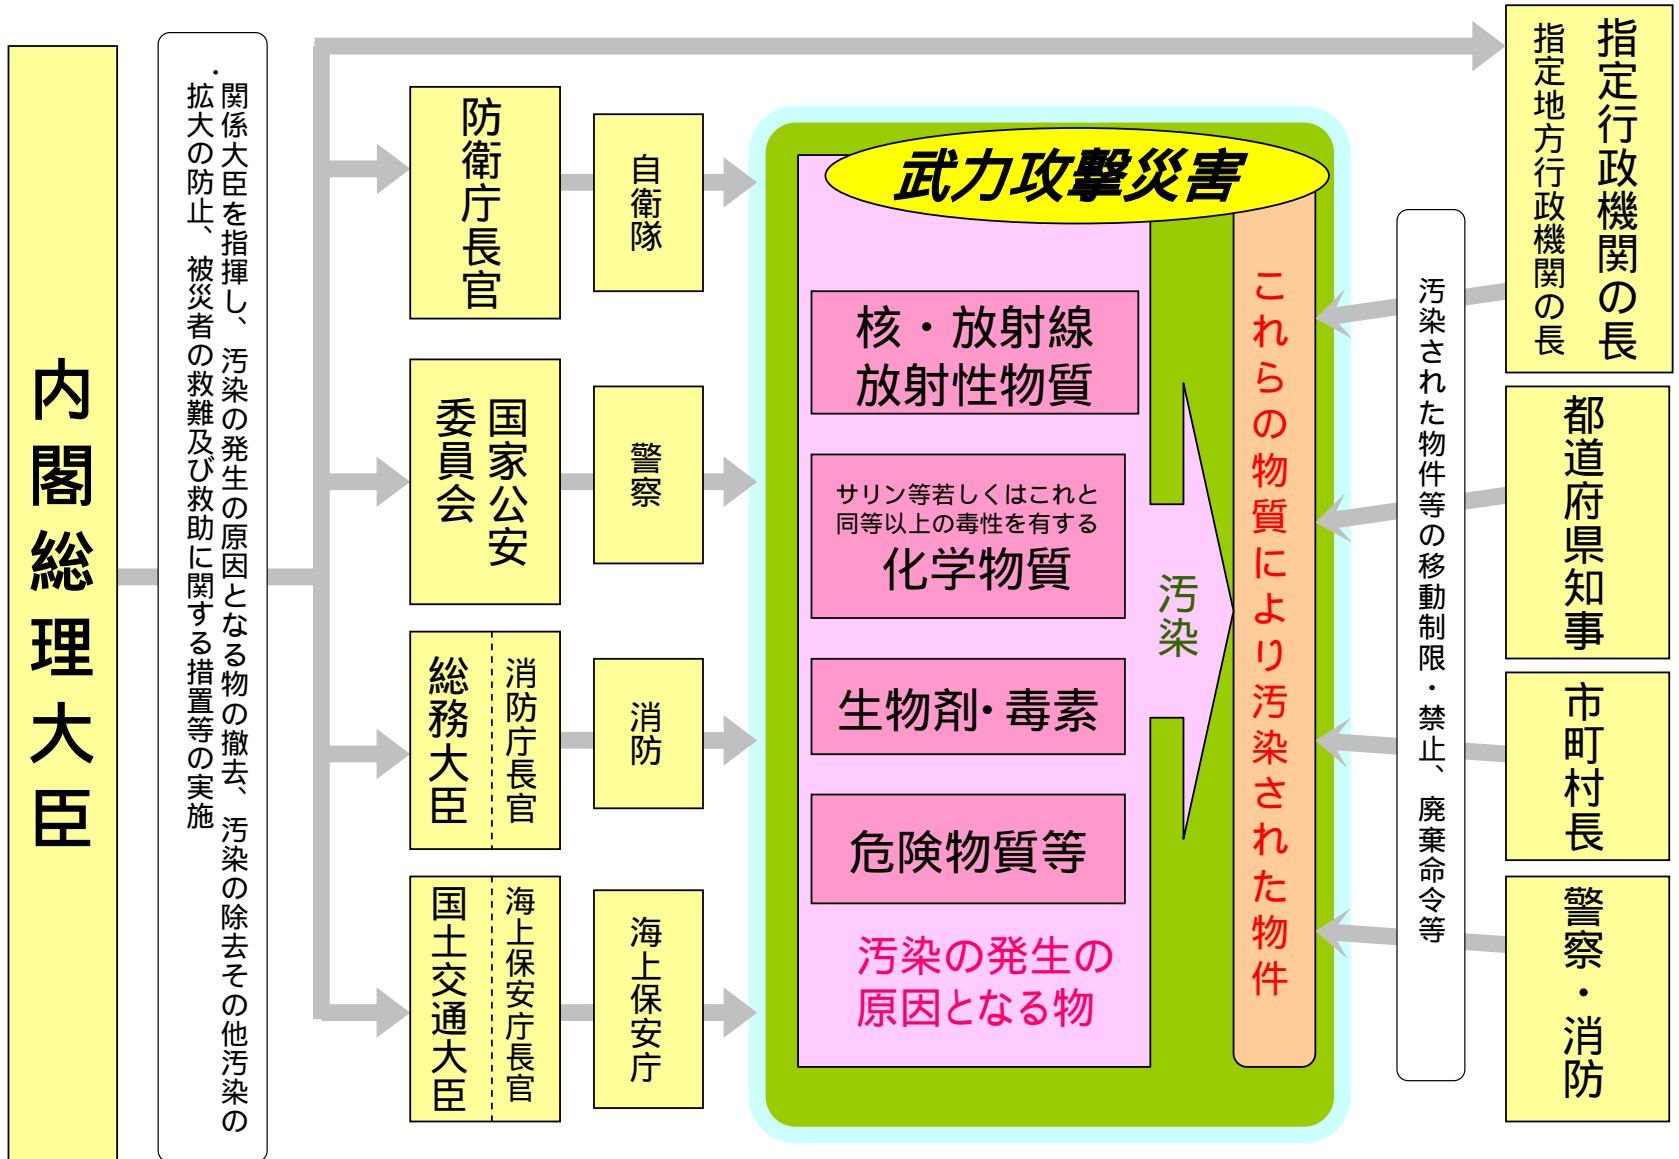 内閣総理大臣
・関係大臣を指揮し、汚染の発生の原因となる物の撤去、汚染の除去その他汚染の
拡大の防止、被災者の救難及び救助に関する措置等の実施
防衛庁長官
自衛隊
国家公安
委員会
警察
総務大臣
消防庁長官
消防
国土交通大臣
海上保安庁長官
海上保安庁
武力攻撃災害
核・放射線
放射性物質
サリン等若しくはこれと
同等以上の毒性を有する
化学物質
生物剤・毒素
危険物質等
汚染の発生の
原因となる物
汚染
これらの物質により汚染された物件
汚染された物件等の移動制限・禁止、廃棄命令等
指定行政機関の長
指定地方行政機関の長
都道府県知事
市町村長
警察・消防